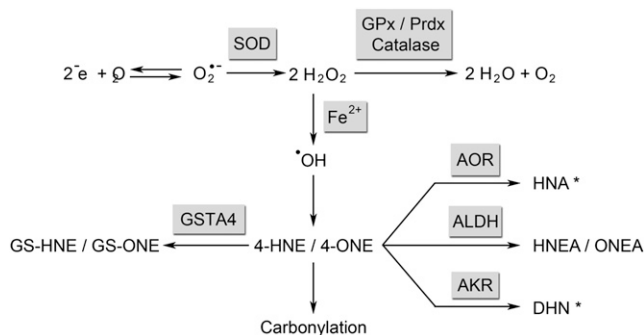 GPx / Prdx
Catalase
SOD
2 e⁻ + O₂
O₂•⁻
2 H₂O₂
2 H₂O + O₂
Fe²⁺
•OH
AOR
HNA *
GSTA4
ALDH
GS-HNE / GS-ONE
4-HNE / 4-ONE
HNEA / ONEA
AKR
DHN *
Carbonylation